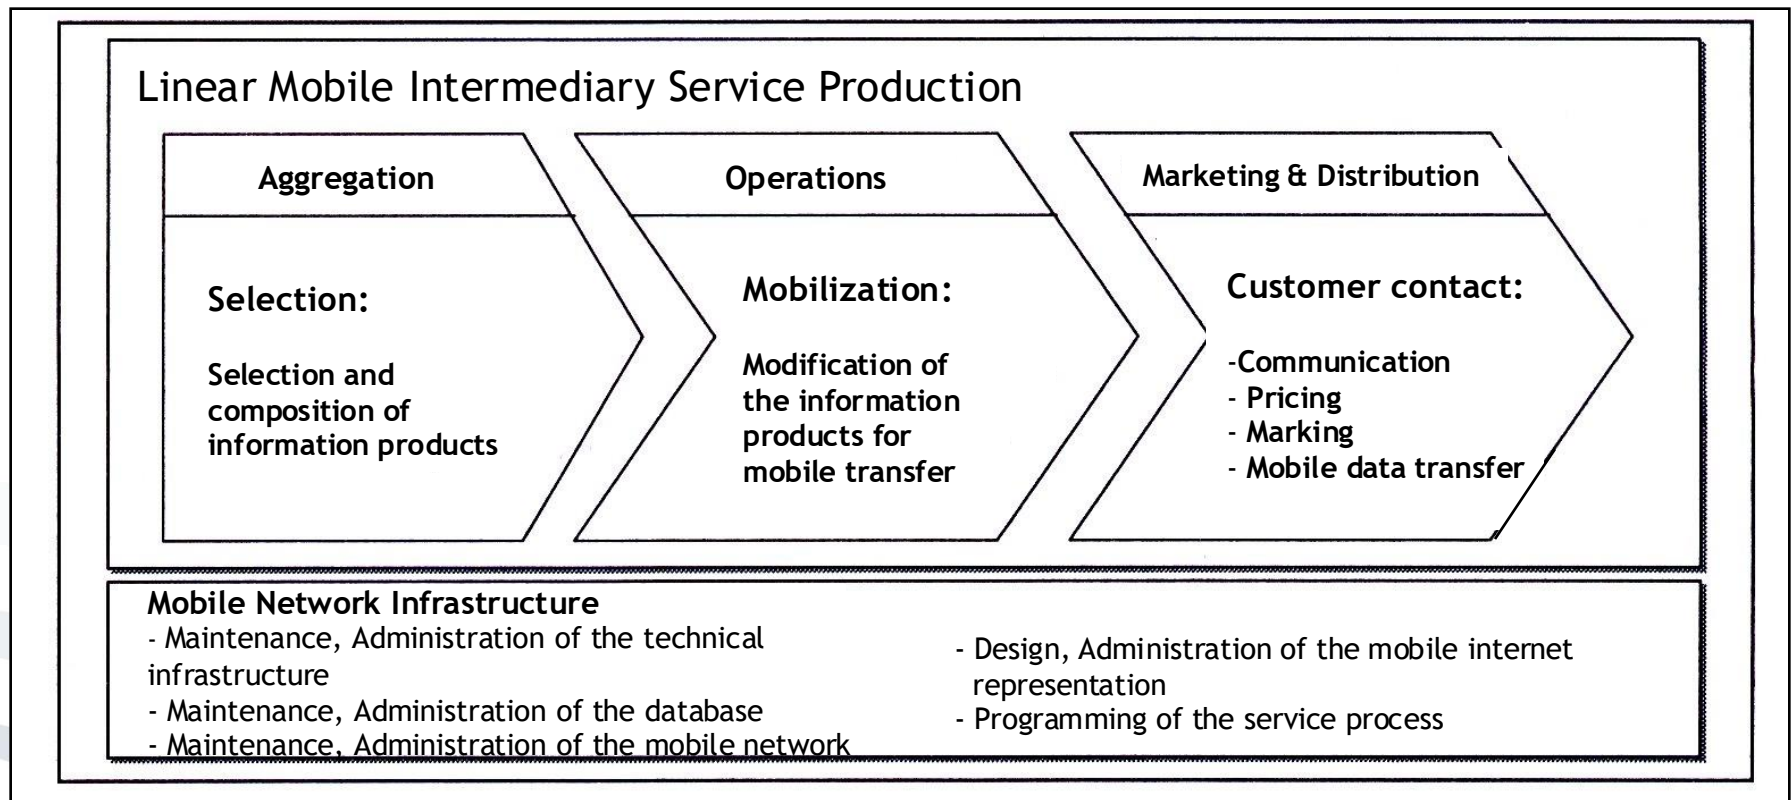 Linear Mobile Intermediary Service Production
Aggregation
Selection:
Selection and
composition of
information products
Operations
Mobilization:
Modification of
the information
products for
mobile transfer
Marketing & Distribution
Customer contact:
-Communication
- Pricing
- Marking
- Mobile data transfer
Mobile Network Infrastructure
- Maintenance, Administration of the technical
infrastructure
- Maintenance, Administration of the database
- Maintenance, Administration of the mobile network
- Design, Administration of the mobile internet
representation
- Programming of the service process